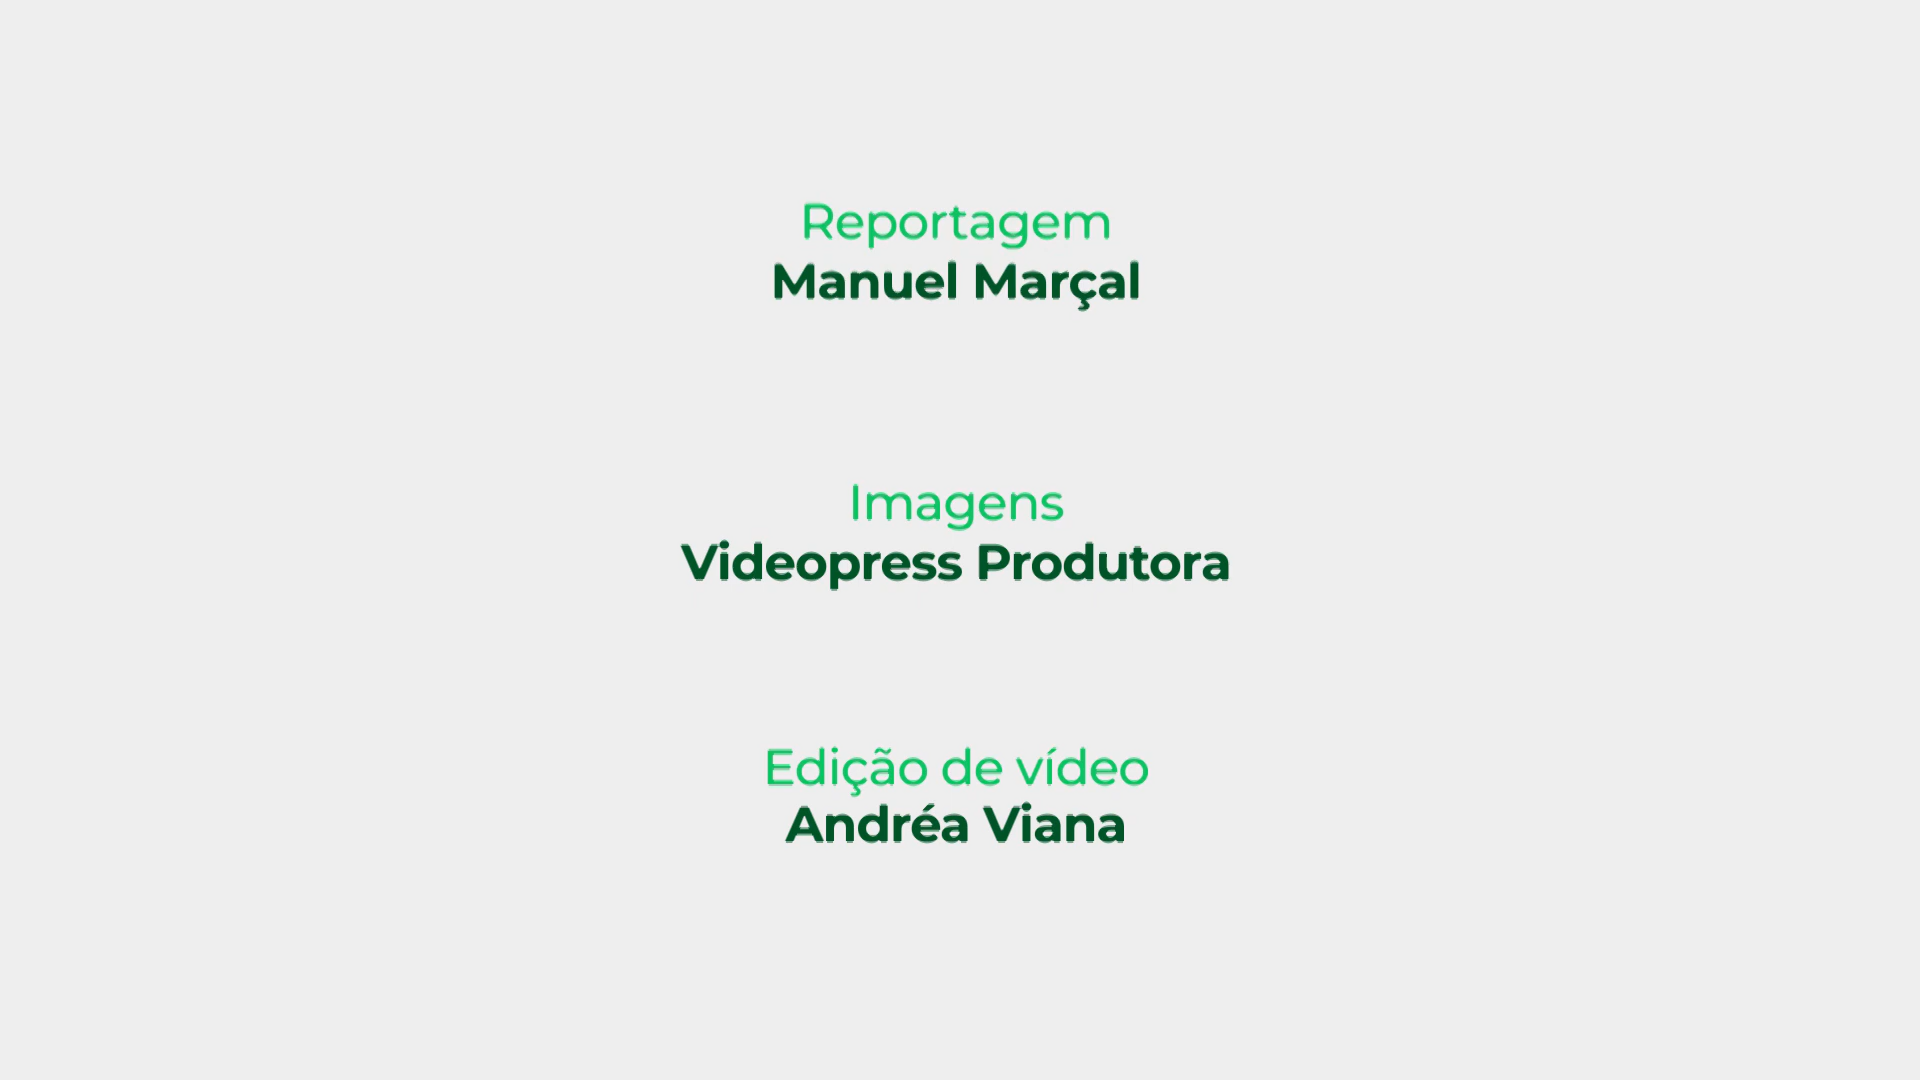 Reportagem
Manuel Marçal
Imagens
Videopress Produtora
Edição de vídeo
Andréa Viana